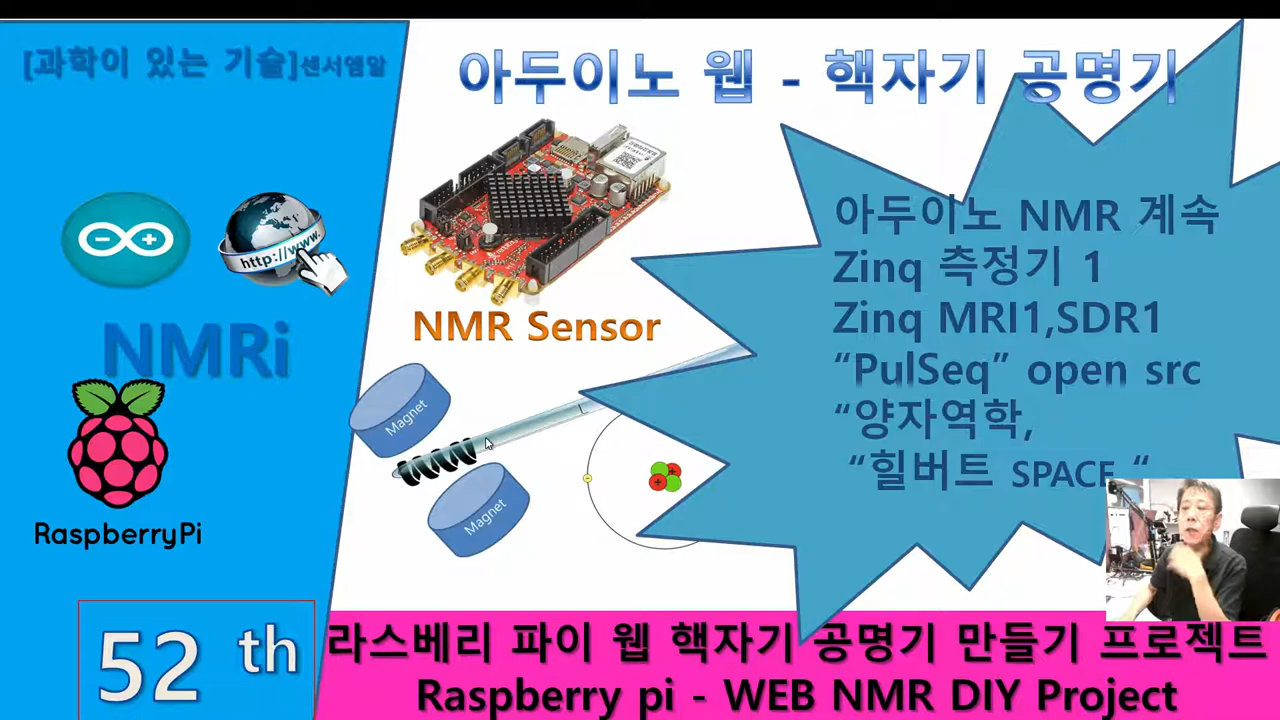 [과학이 있는 기술]센서엠알
아두이노 웹 - 핵자기 공명기
아두이노 NMR 계속
Zinq 측정기 1
Zinq MRI1,SDR1
“PulSeq” open src
“양자역학,
“힐버트 SPACE “
http://www.
NMR Sensor
NMRi
Magnet
Magnet
RaspberryPi
52 th
라스베리 파이 웹 핵자기 공명기 만들기 프로젝트
Raspberry pi - WEB NMR DIY Project